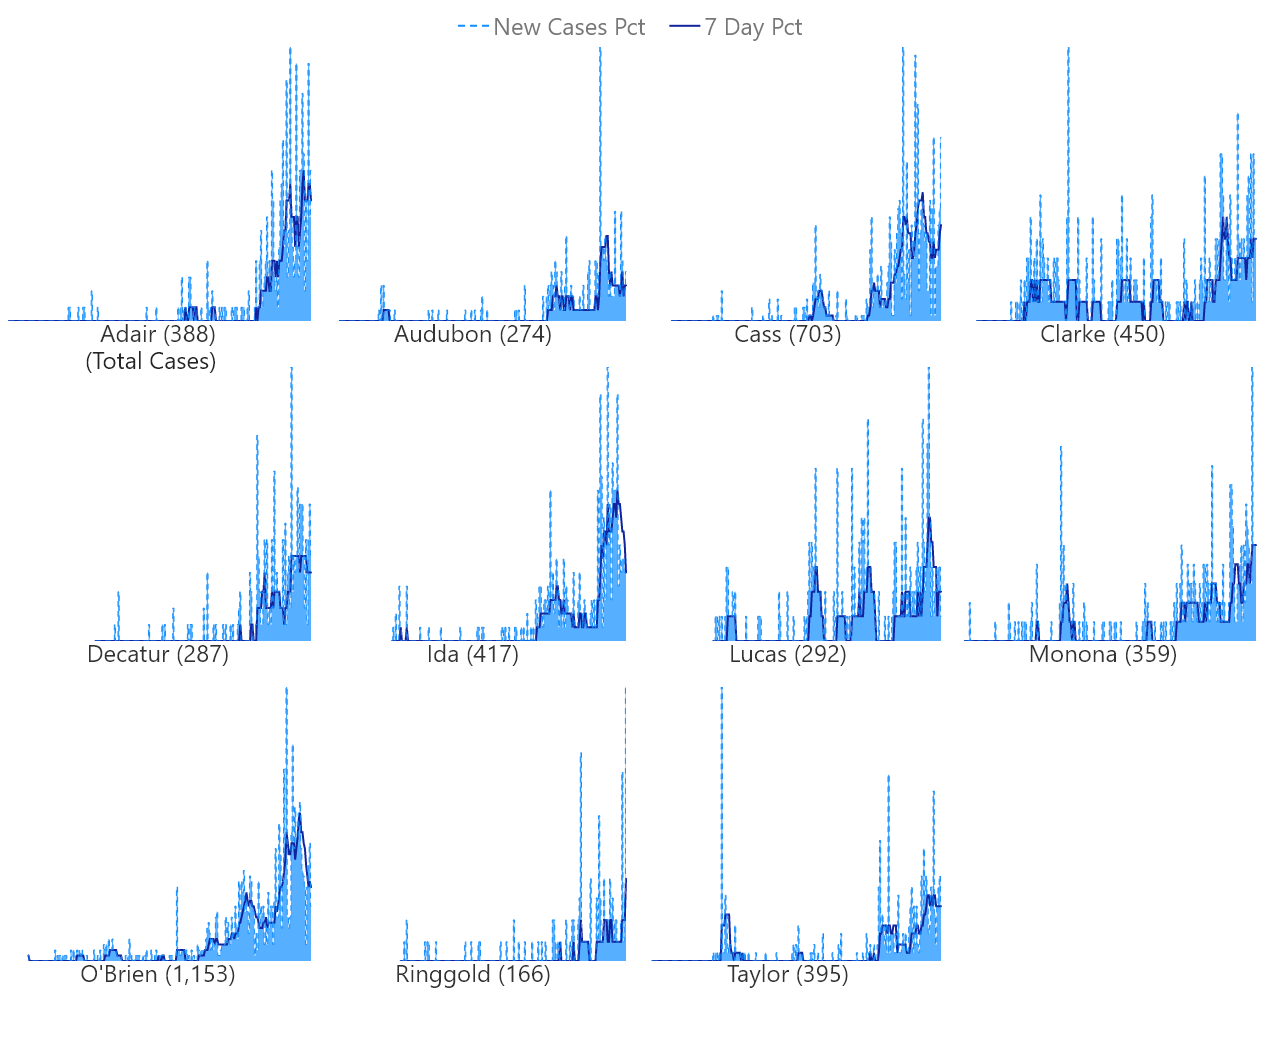 New Cases Pct 7 Day Pct
Adair (388) Audubon (274) Cass (703) Clarke (450)
(Total Cases)
Decatur (287) Ida (417) Lucas (292) Monona (359)
O'Brien (1,153) Ringgold (166) Taylor (395)